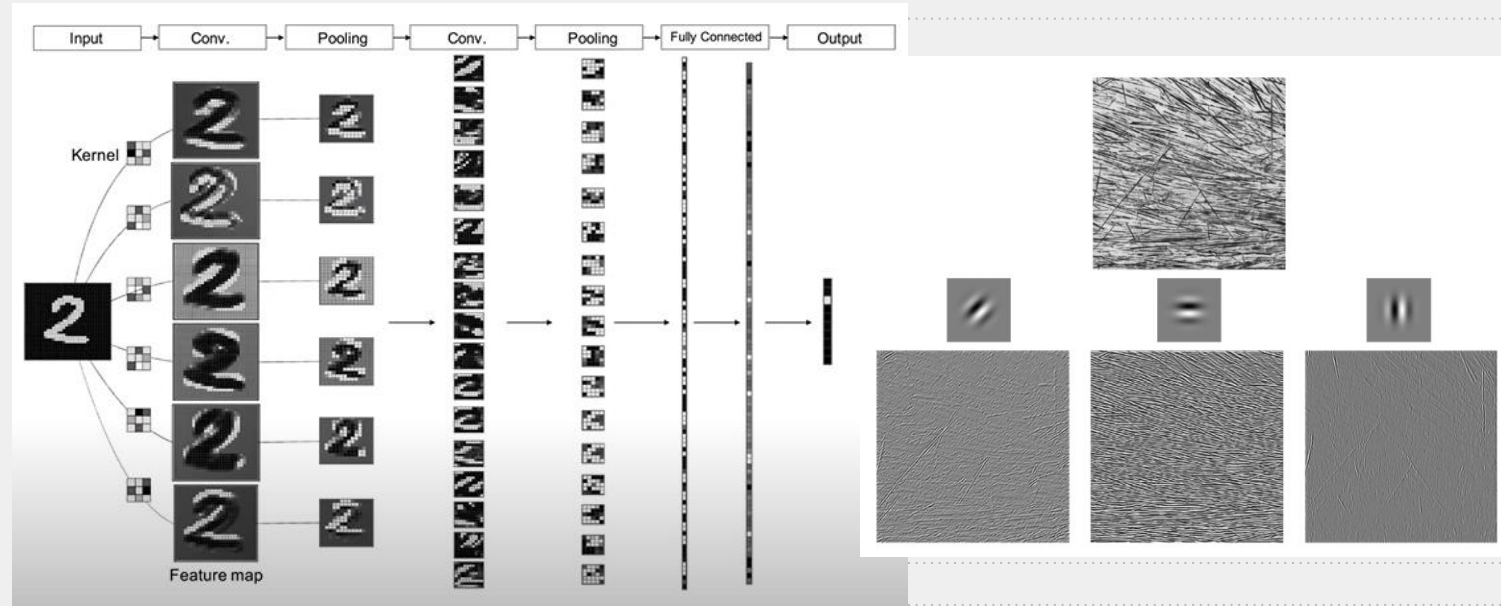 Input
Conv.
Pooling
Conv.
Pooling
Fully Connected
Output
Kernel
Feature map